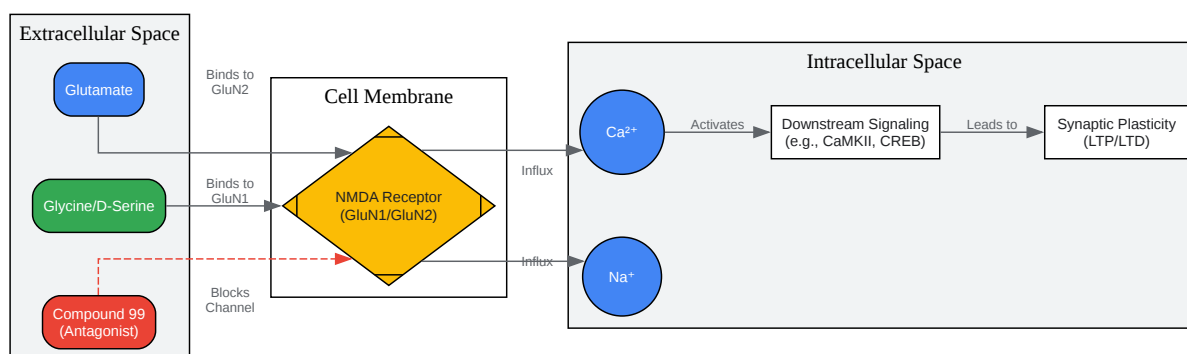 Extracellular Space
Glutamate
Glycine/D-Serine
Compound 99
(Antagonist)
Binds to
GluN2
Binds to
GluN1
Blocks
Channel
Cell Membrane
NMDA Receptor
(GluN1/GluN2)
Influx
Influx
Intracellular Space
Ca²⁺
Na⁺
Activates
Downstream Signaling
(e.g., CaMKII, CREB)
Leads to
Synaptic Plasticity
(LTP/LTD)